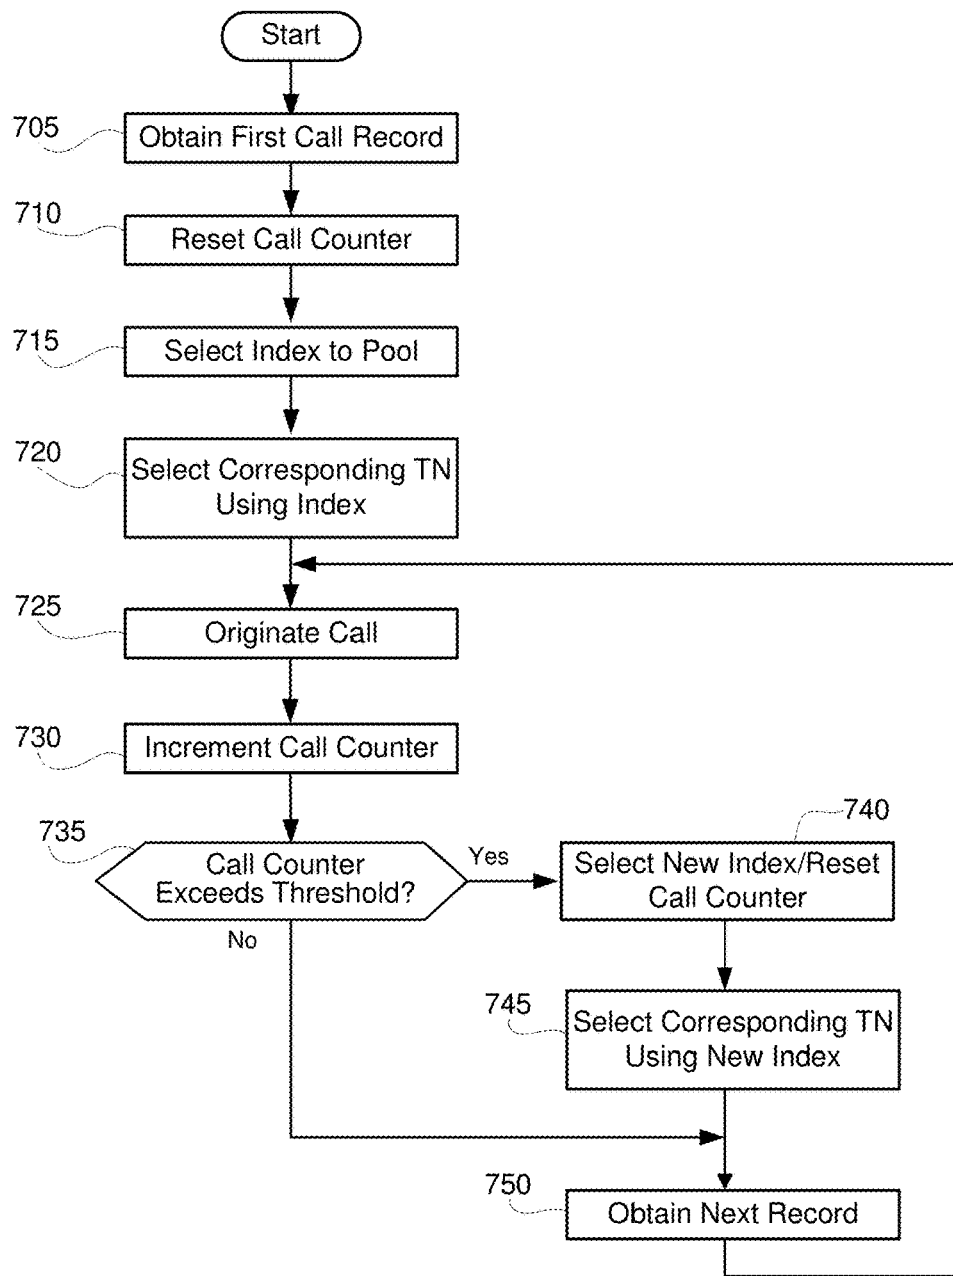 Start
705
Obtain First Call Record
710
Reset Call Counter
715
Select Index to Pool
720
Select Corresponding TN
Using Index
725
Originate Call
730
Increment Call Counter
735
Call Counter
Exceeds Threshold?
Yes
No
740
Select New Index/Reset
Call Counter
745
Select Corresponding TN
Using New Index
750
Obtain Next Record